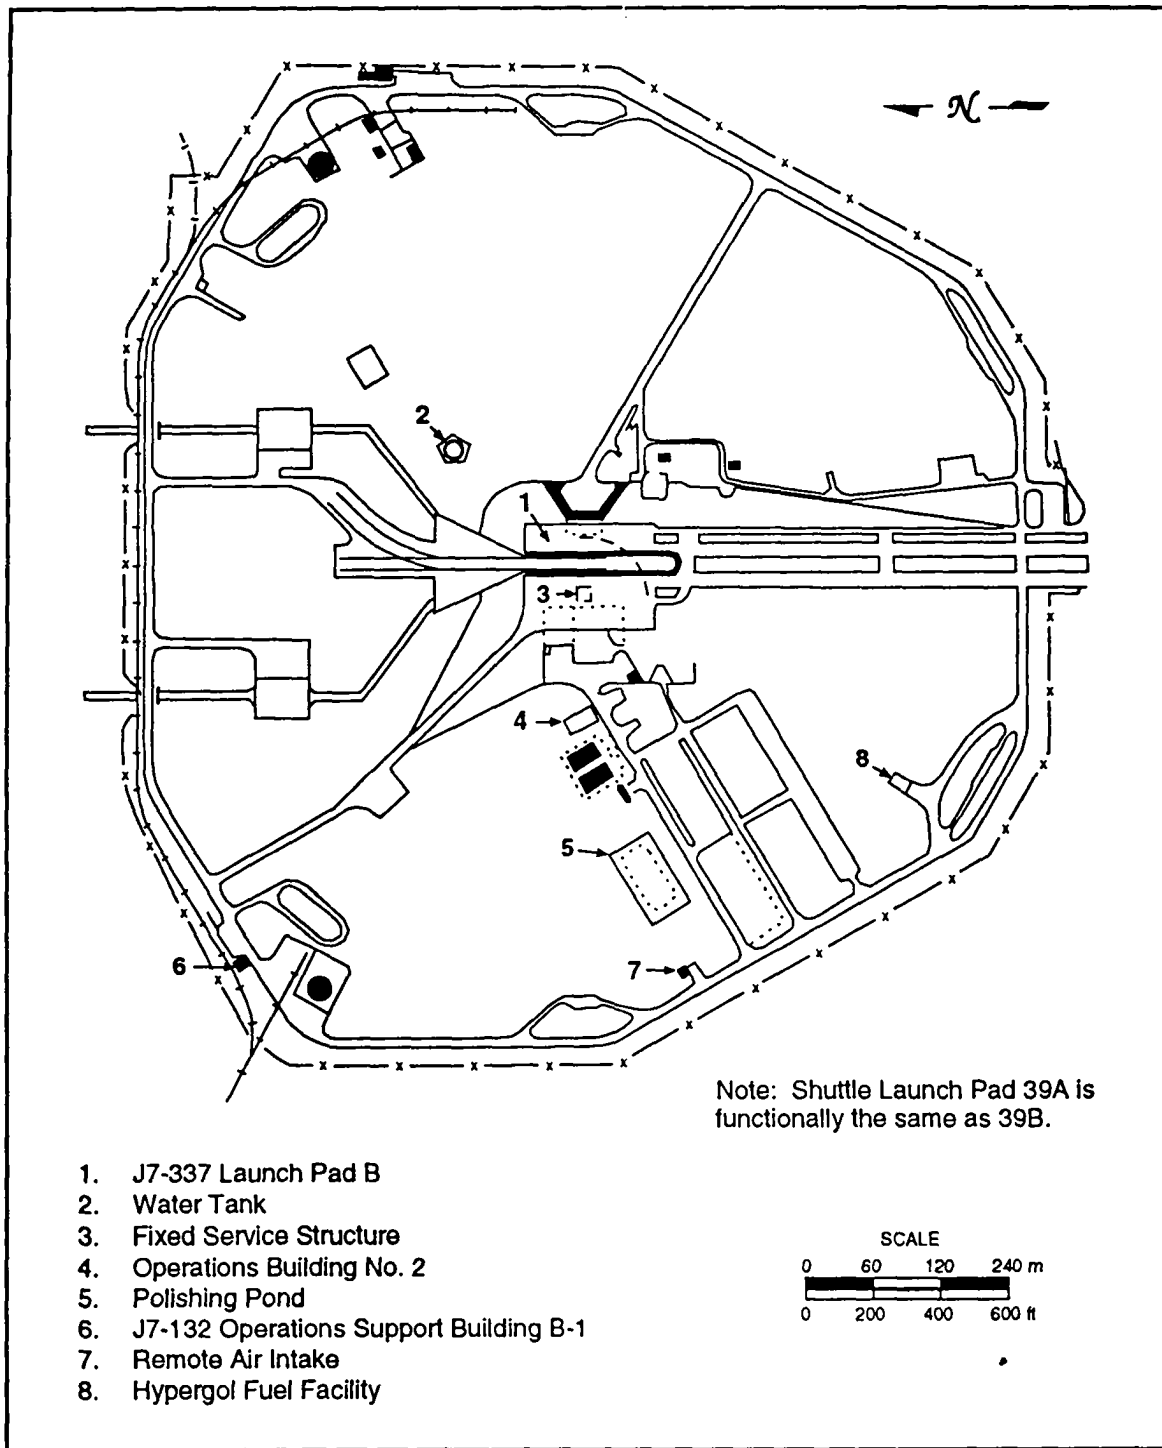 N
2
1
3
4
8
5
6
7
Note: Shuttle Launch Pad 39A is
functionally the same as 39B.
1. J7-337 Launch Pad B
2. Water Tank
3. Fixed Service Structure
4. Operations Building No. 2
5. Polishing Pond
6. J7-132 Operations Support Building B-1
7. Remote Air Intake
8. Hypergol Fuel Facility
SCALE
0 60 120 240 m
0 200 400 600 ft